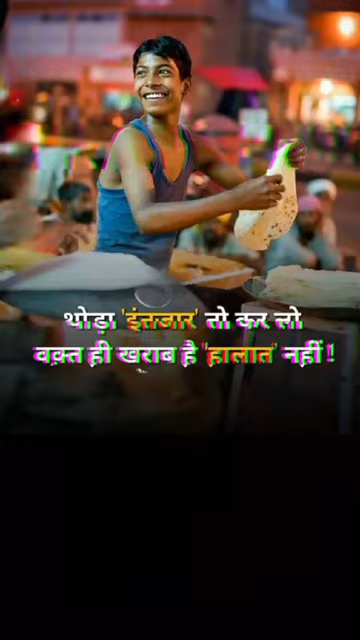 थोड़ा 'इंतजार' तो कर लो
वक़्त ही खराब है "हालात" नहीं !